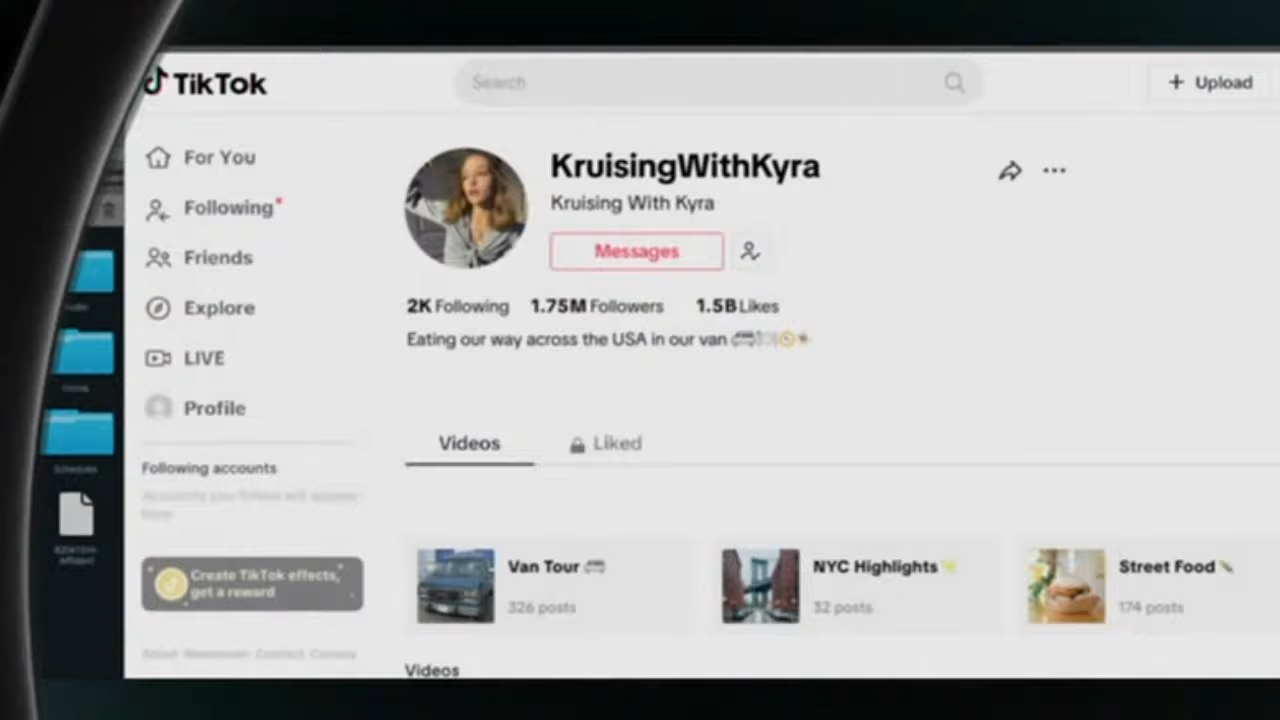 TikTok
Search
+ Upload
For You
Following
Friends
Explore
LIVE
Profile
Following accounts
Create TikTok effects,
get a reward
KruisingWithKyra
Kruising With Kyra
Messages
2K Following 1.75M Followers 1.5B Likes
Eating our way across the USA in our van
Videos Liked
Van Tour
326 posts
NYC Highlights
32 posts
Street Food
174 posts
Videos